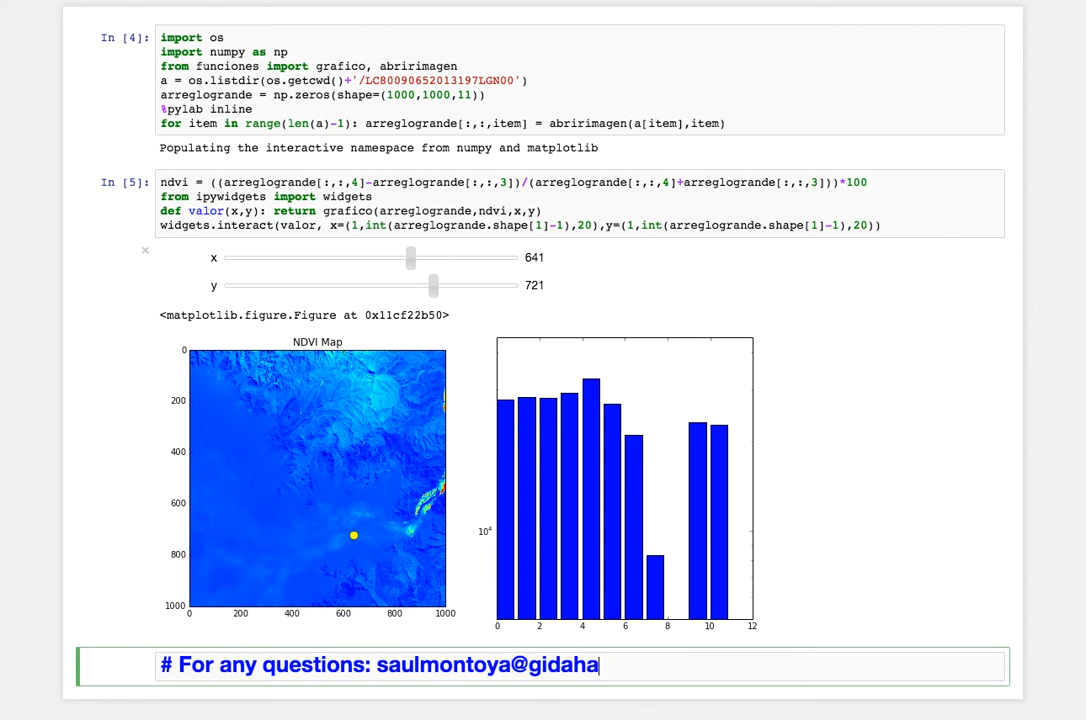 In [4]:
import os
import numpy as np
from funciones import grafico, abririmagen
a = os.listdir(os.getcwd()+'/LC80090652013197LGN00')
arreglogrande = np.zeros(shape=(1000,1000,11))
%pylab inline
for item in range(len(a)-1): arreglogrande[:,:,item] = abririmagen(a[item],item)
Populating the interactive namespace from numpy and matplotlib
In [5]:
ndvi = ((arreglogrande[:,:,4]-arreglogrande[:,:,3])/(arreglogrande[:,:,4]+arreglogrande[:,:,3]))*100
from ipywidgets import widgets
def valor(x,y): return grafico(arreglogrande,ndvi,x,y)
widgets.interact(valor, x=(1,int(arreglogrande.shape[1]-1),20),y=(1,int(arreglogrande.shape[1]-1),20))
×
x 641
y 721
<matplotlib.figure.Figure at 0x11cf22b50>
NDVI Map
0
200
400
600
800
1000
0 200 400 600 800 1000
10⁴
0 2 4 6 8 10 12
# For any questions: saulmontoya@gidaha